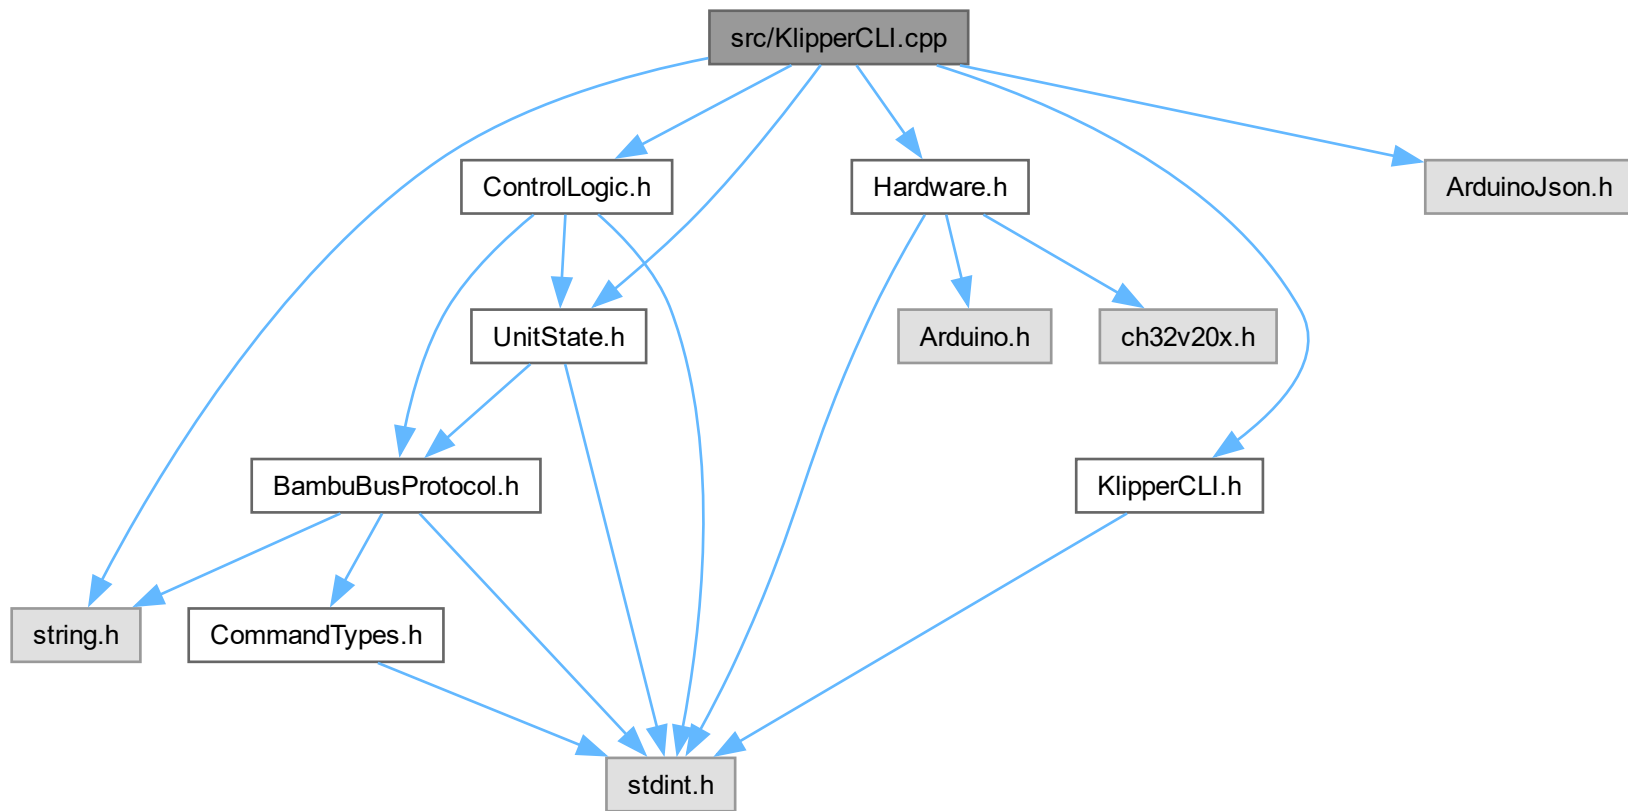 src/KlipperCLI.cpp
ControlLogic.h
Hardware.h
ArduinoJson.h
UnitState.h
Arduino.h
ch32v20x.h
BambuBusProtocol.h
KlipperCLI.h
string.h
CommandTypes.h
stdint.h